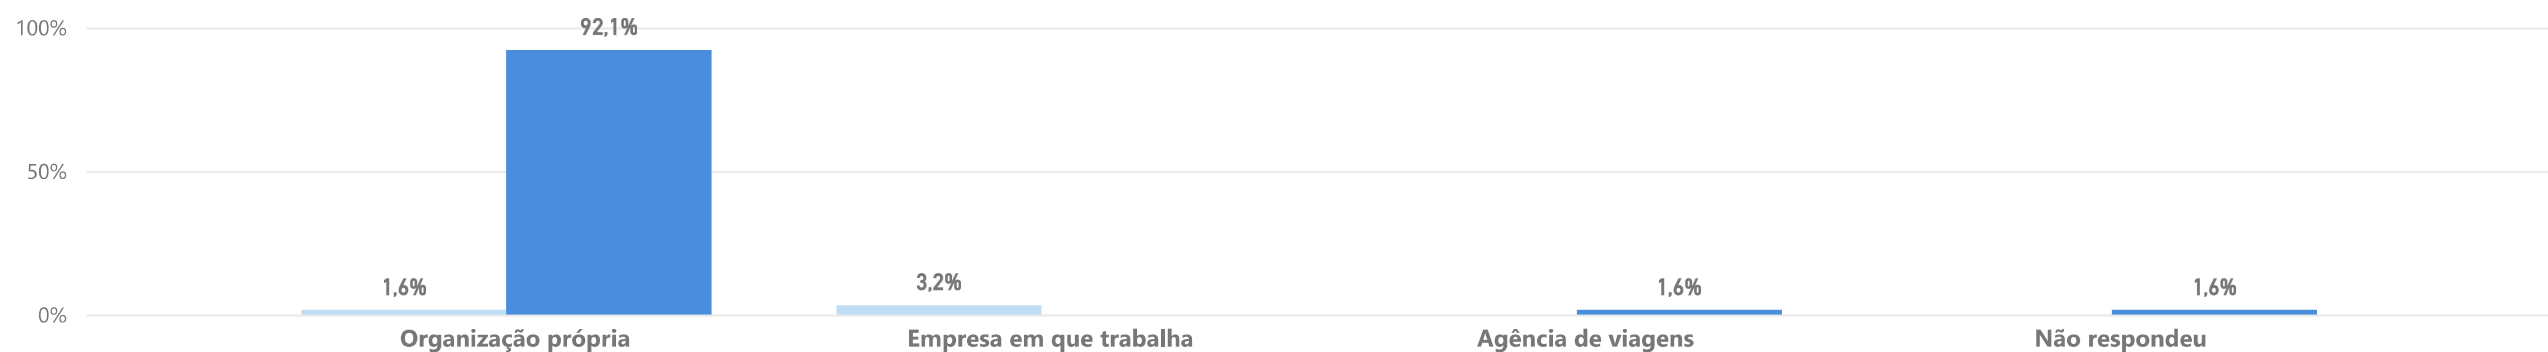 100%
92,1%
50%
1,6%
3,2%
1,6%
1,6%
0%
Organização própria
Empresa em que trabalha
Agência de viagens
Não respondeu